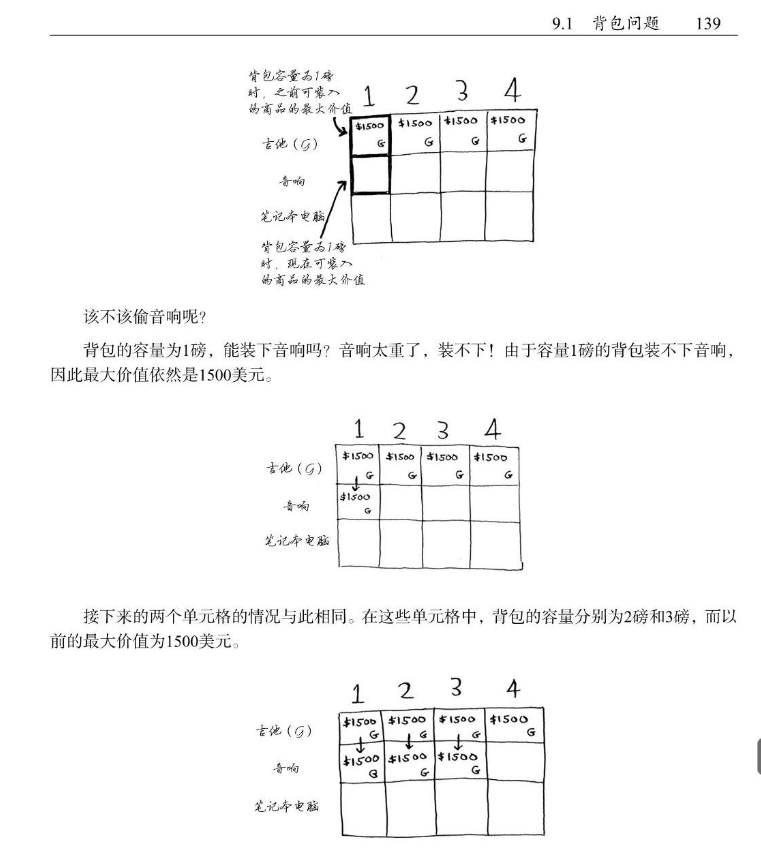 9.1 背包问题 139
背包容量为1磅
时，之前可装入
的商品的最大价值
1 2 3 4
吉他(G) $1500 G $1500 G $1500 G $1500 G
音响
笔记本电脑
背包容量为1磅
时，现在可装入
的商品的最大价值
该不该偷音响呢？
背包的容量为1磅，能装下音响吗？音响太重了，装不下！由于容量1磅的背包装不下音响，
因此最大价值依然是1500美元。
1 2 3 4
吉他(G) $1500 G $1500 G $1500 G $1500 G
音响 $1500 G
笔记本电脑
接下来的两个单元格的情况与此相同。在这些单元格中，背包的容量分别为2磅和3磅，而以
前的最大价值为1500美元。
1 2 3 4
吉他(G) $1500 G $1500 G $1500 G $1500 G
音响 $1500 G $1500 G $1500 G
笔记本电脑